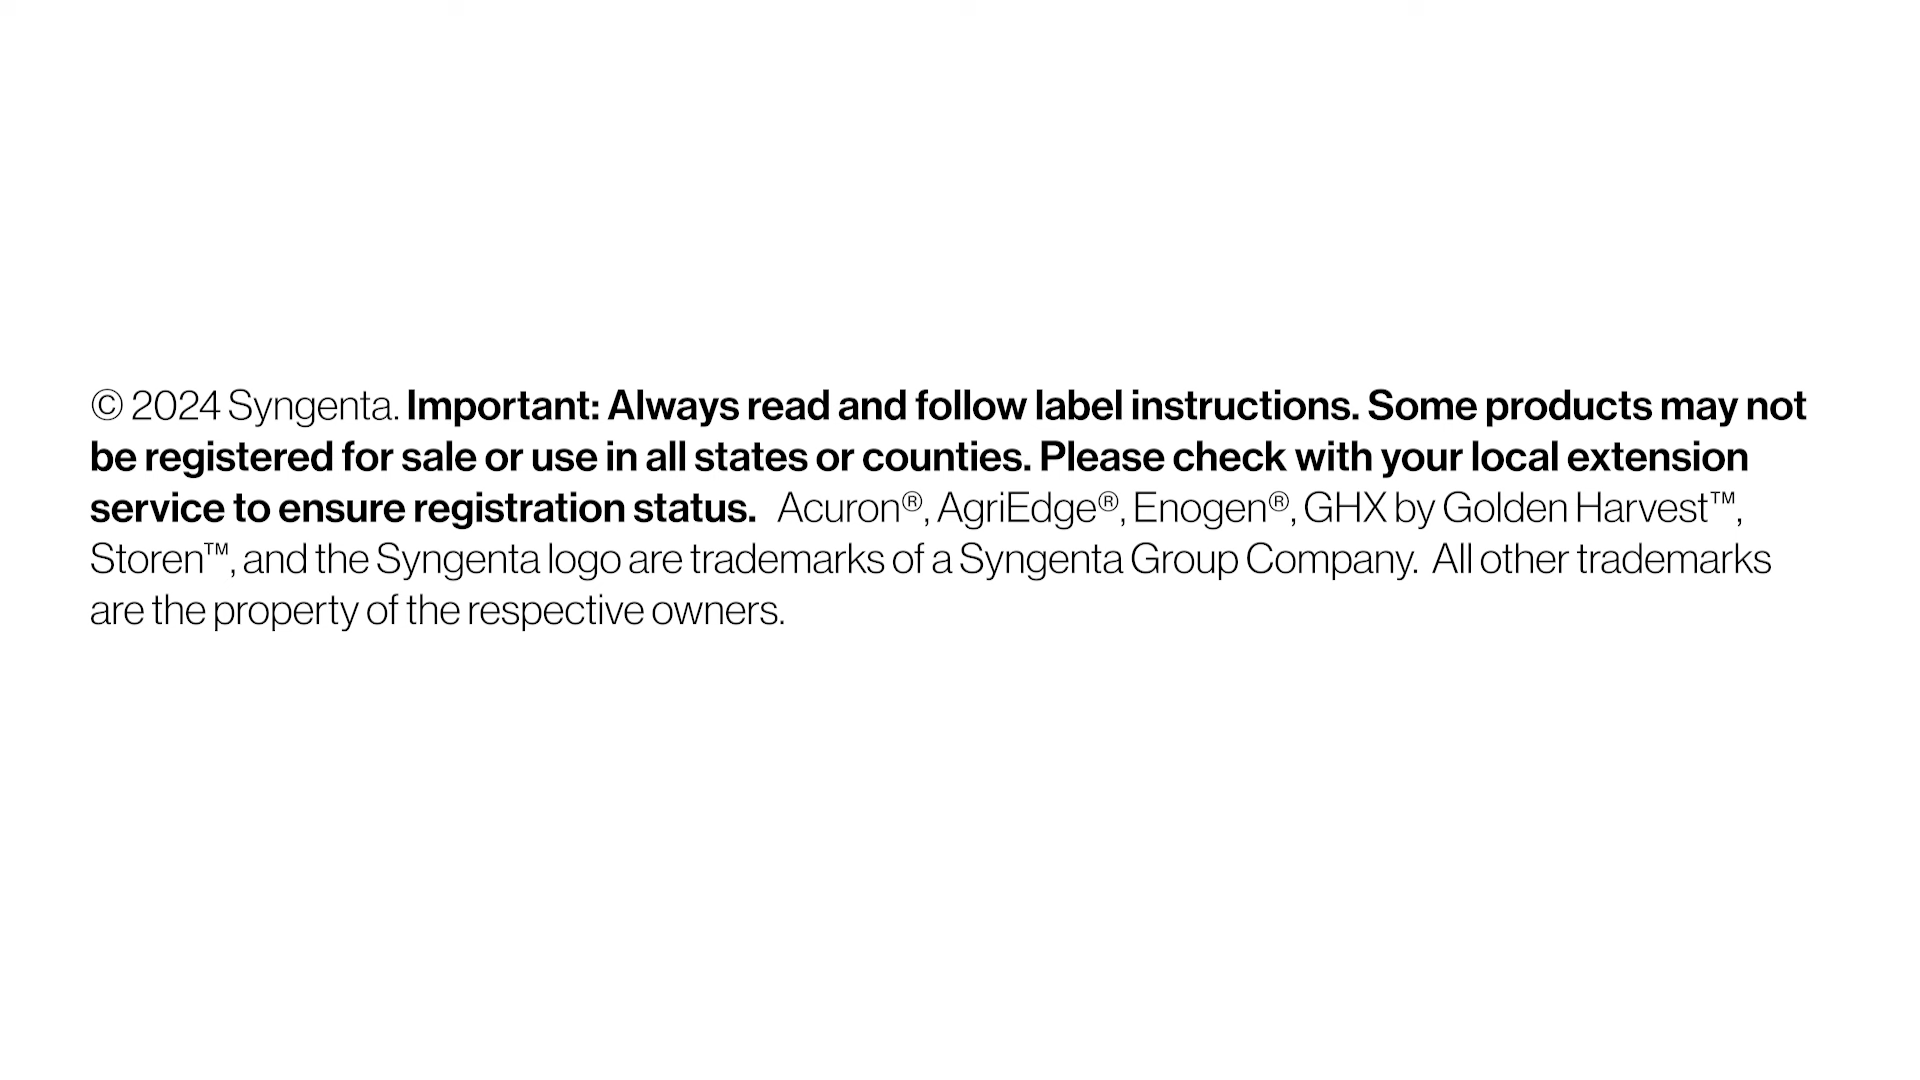 © 2024 Syngenta. Important: Always read and follow label instructions. Some products may not
be registered for sale or use in all states or counties. Please check with your local extension
service to ensure registration status. Acuron®, AgriEdge®, Enogen®, GHX by Golden Harvest™,
Storen™, and the Syngenta logo are trademarks of a Syngenta Group Company. All other trademarks
are the property of the respective owners.